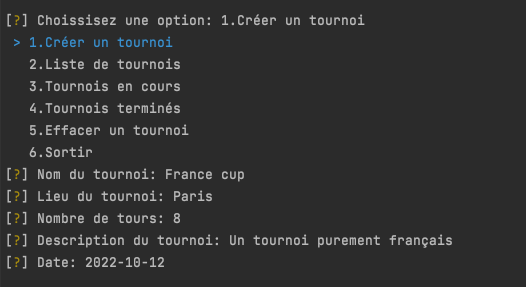 [?] Choissisez une option: 1.Créer un tournoi
> 1.Créer un tournoi
2.Liste de tournois
3.Tournois en cours
4.Tournois terminés
5.Effacer un tournoi
6.Sortir
[?] Nom du tournoi: France cup
[?] Lieu du tournoi: Paris
[?] Nombre de tours: 8
[?] Description du tournoi: Un tournoi purement français
[?] Date: 2022-10-12